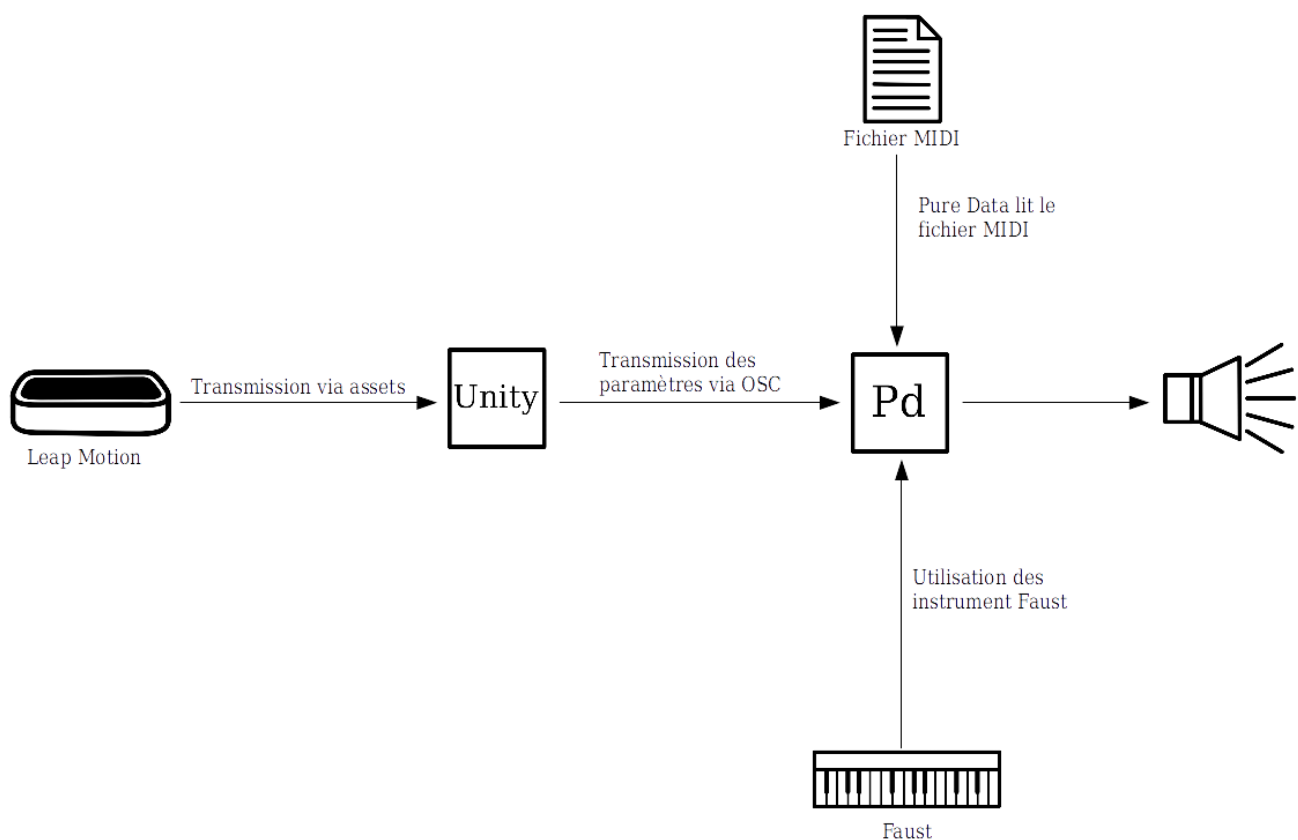 Fichier MIDI
Pure Data lit le
fichier MIDI
Transmission des
paramètres via OSC
Transmission via assets
Unity
Pd
Leap Motion
Utilisation des
instrument Faust
Faust